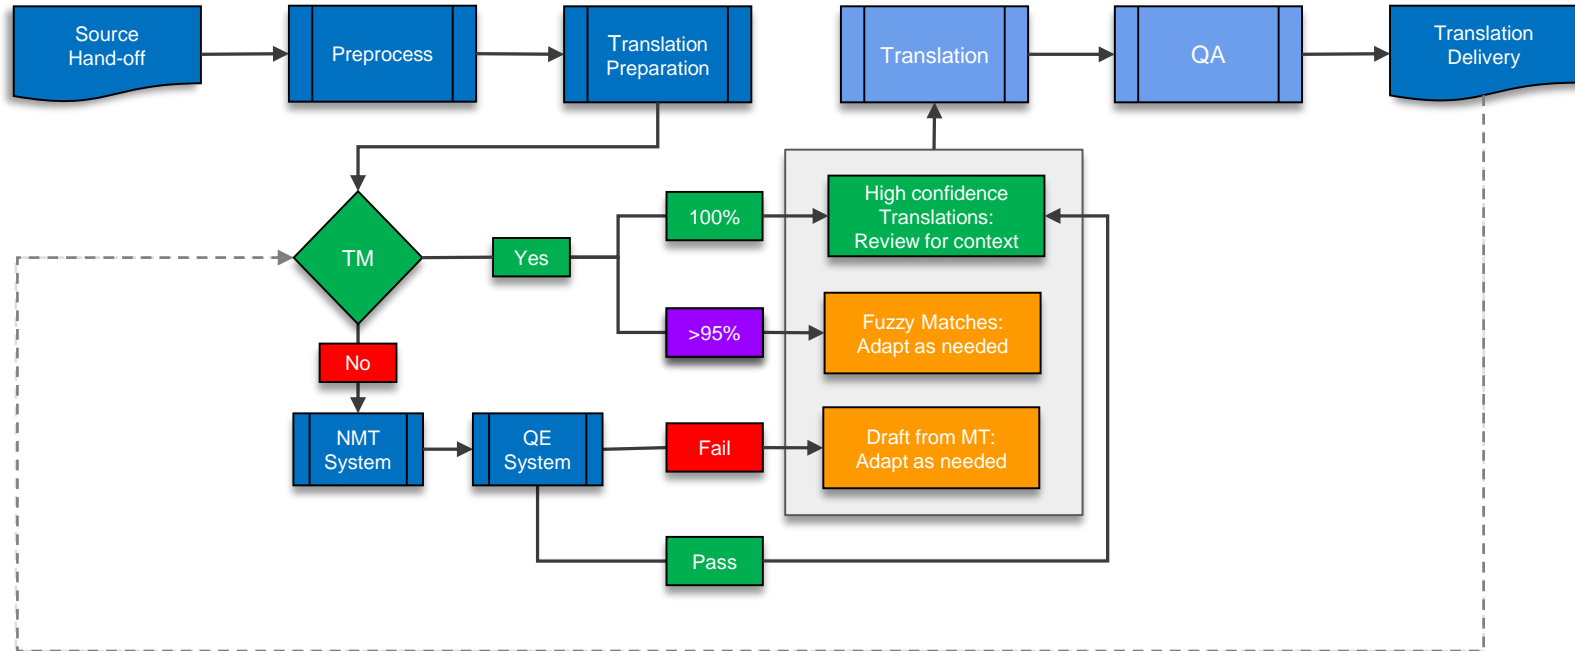 Source
Hand-off
Preprocess
Translation
Preparation
Translation
QA
Translation
Delivery
TM
Yes
100%
High confidence
Translations:
Review for context
>95%
Fuzzy Matches:
Adapt as needed
No
NMT
System
QE
System
Fail
Draft from MT:
Adapt as needed
Pass